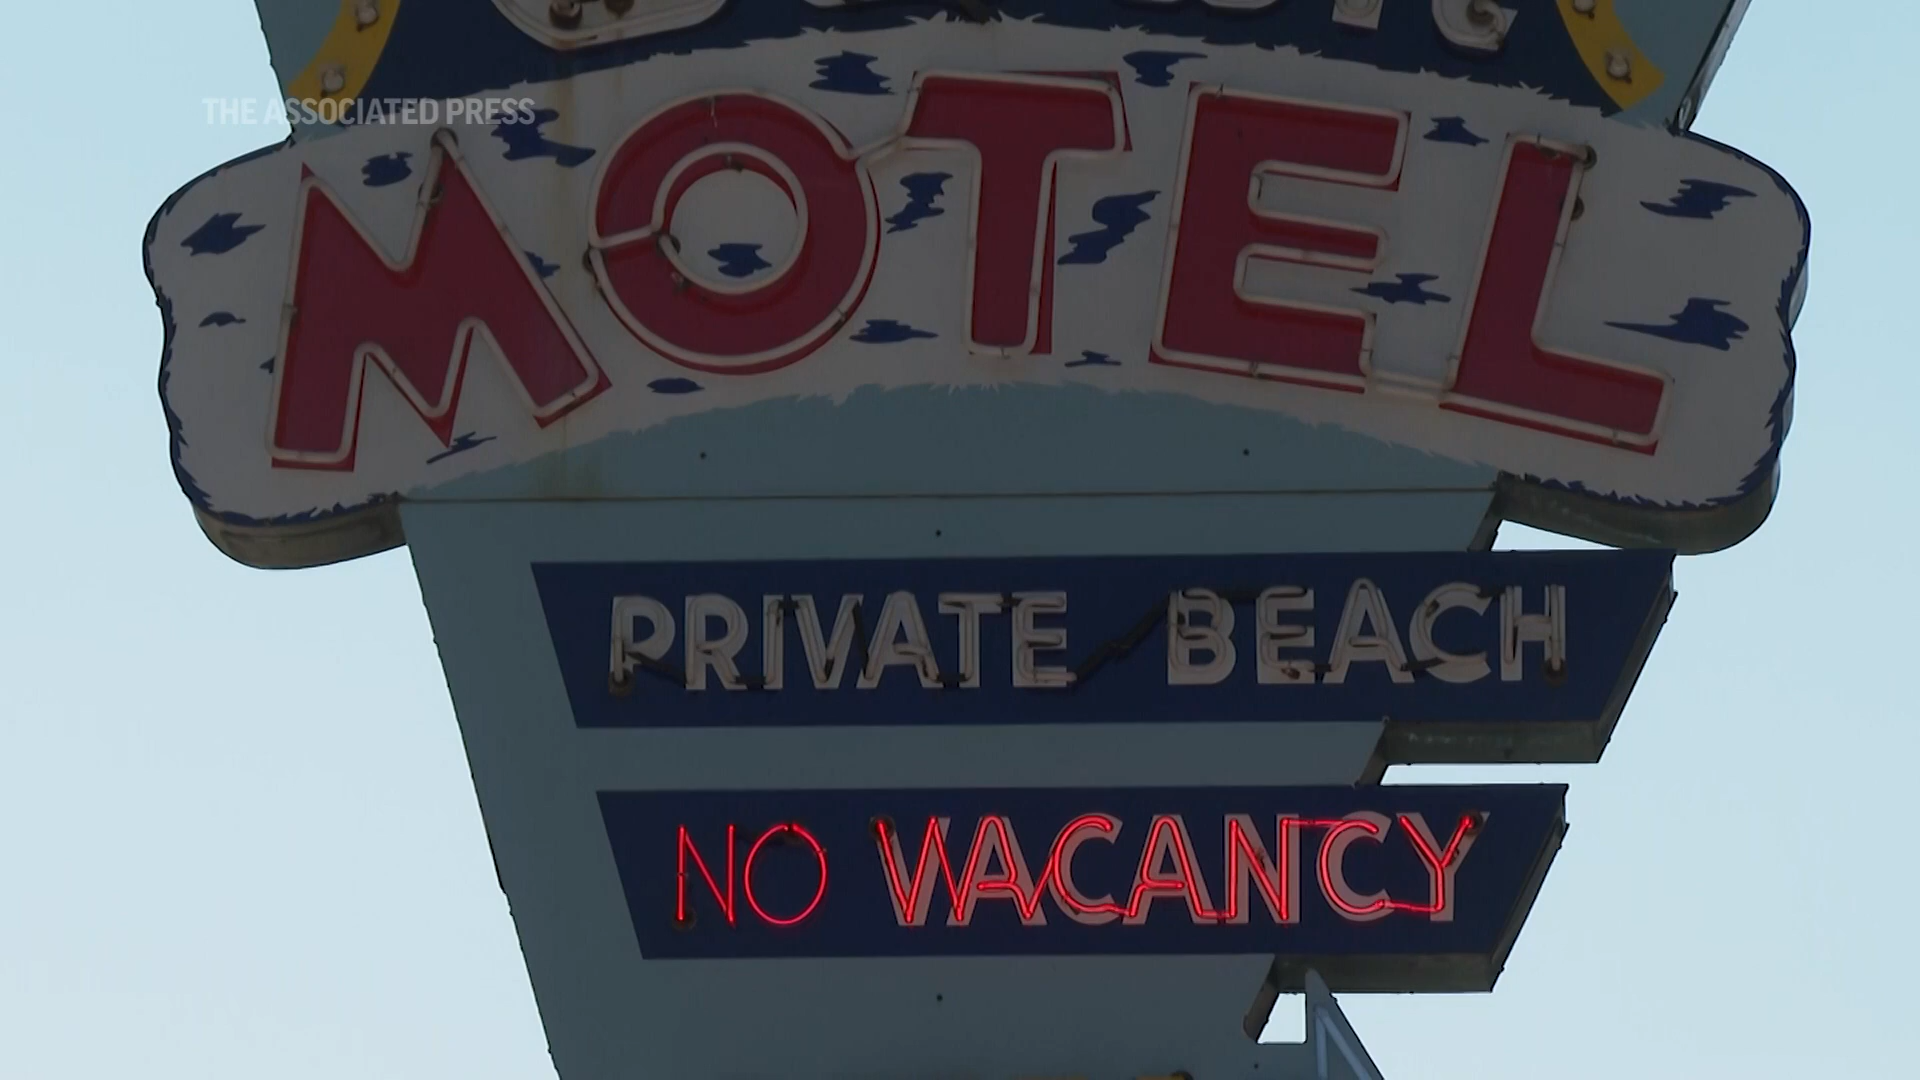 THE ASSOCIATED PRESS
MOTEL
PRIVATE BEACH
NO VACANCY